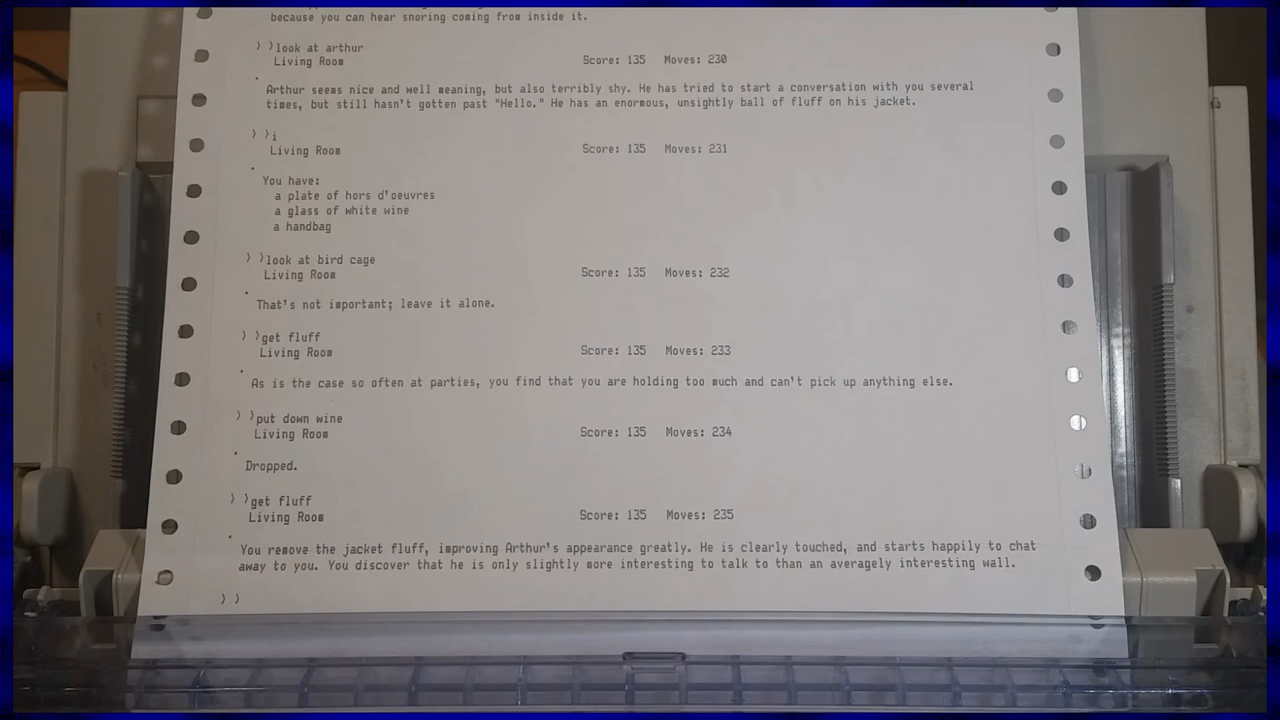 because you can hear snoring coming from inside it.
> >look at arthur
Living Room Score: 135 Moves: 230
Arthur seems nice and well meaning, but also terribly shy. He has tried to start a conversation with you several
times, but still hasn't gotten past "Hello." He has an enormous, unsightly ball of fluff on his jacket.
> >i
Living Room Score: 135 Moves: 231
You have:
a plate of hors d'oeuvres
a glass of white wine
a handbag
> >look at bird cage
Living Room Score: 135 Moves: 232
That's not important; leave it alone.
> >get fluff
Living Room Score: 135 Moves: 233
As is the case so often at parties, you find that you are holding too much and can't pick up anything else.
> >put down wine
Living Room Score: 135 Moves: 234
Dropped.
> >get fluff
Living Room Score: 135 Moves: 235
You remove the jacket fluff, improving Arthur's appearance greatly. He is clearly touched, and starts happily to chat
away to you. You discover that he is only slightly more interesting to talk to than an averagely interesting wall.
> >